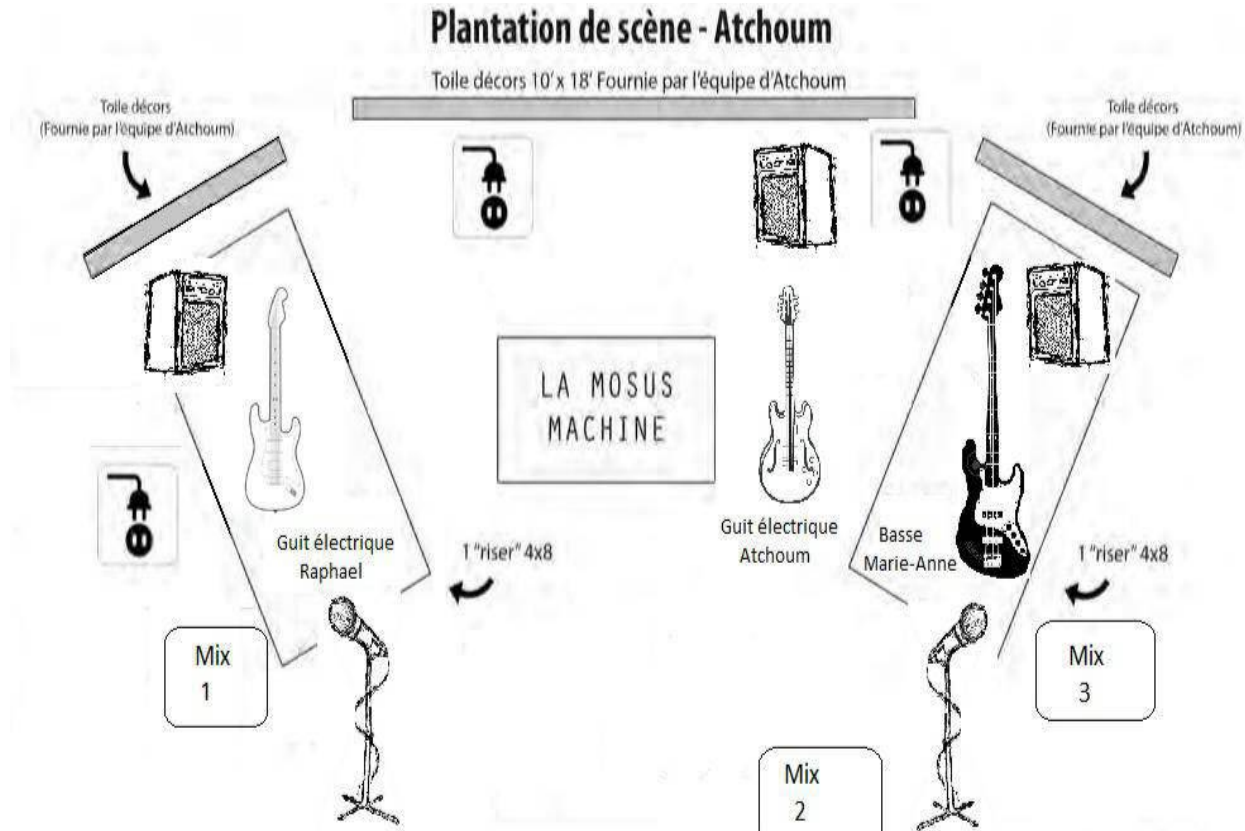 Plantation de scène - Atchoum
Toile décors 10' x 18' Fournie par l'équipe d'Atchoum
Toile décors
(Fournie par l'équipe d'Atchoum)
Toile décors
(Fournie par l'équipe d'Atchoum)
LA MOSUS
MACHINE
Guit électrique
Raphael
1 "riser" 4x8
Guit électrique
Atchoum
Basse
Marie-Anne
1 "riser" 4x8
Mix
1
Mix
3
Mix
2